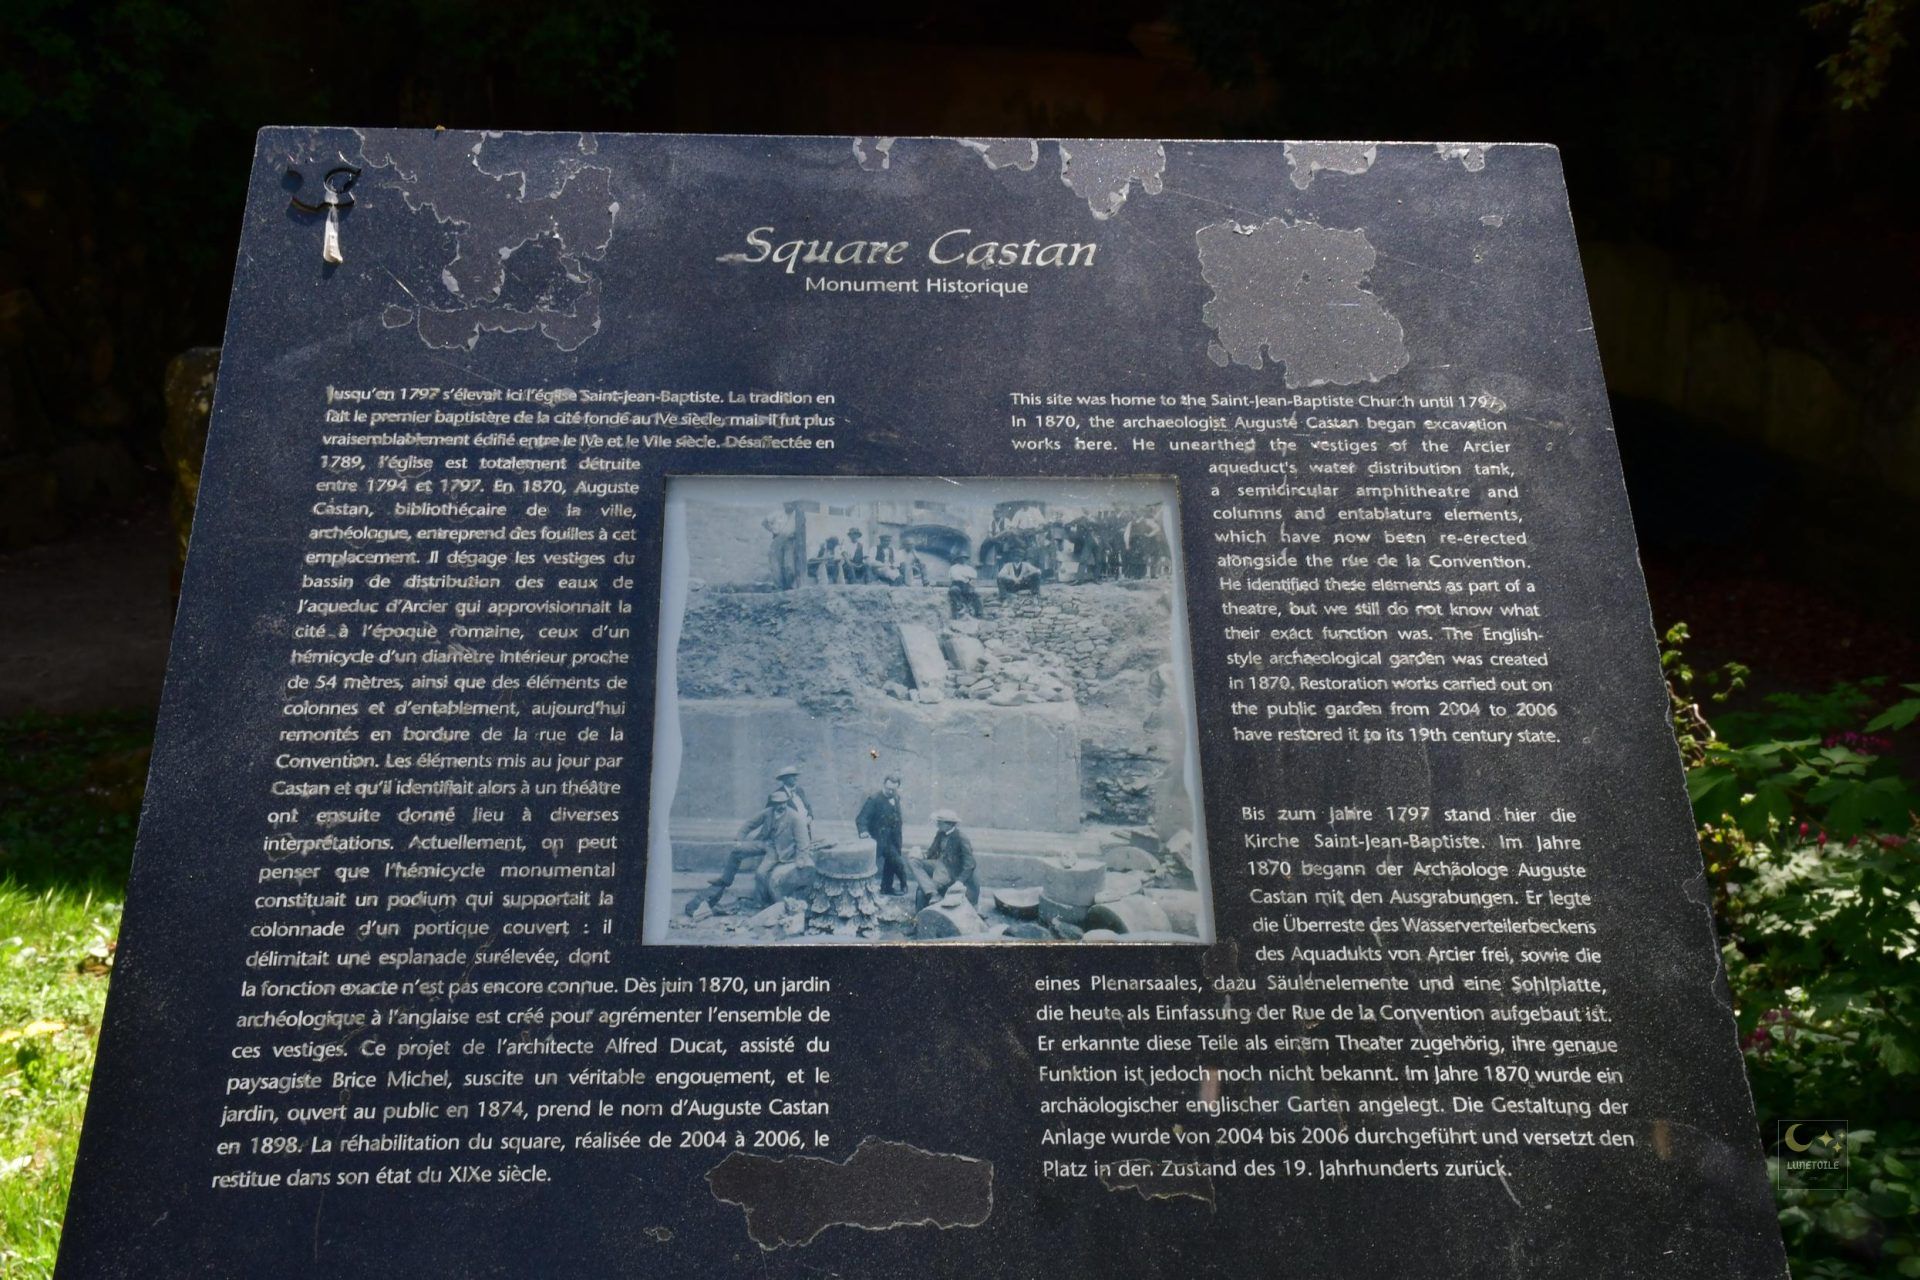 Square Castan
Monument Historique
Jusqu'en 1797 s'élevait ici l'église Saint-Jean-Baptiste. La tradition en
fait le premier baptistère de la cité fondé au IVe siècle, mais il fut plus
vraisemblablement édifié entre le IVe et le VIIe siècle. Désaffectée en
1789, l'église est totalement détruite
entre 1794 et 1797. En 1870, Auguste
Castan, bibliothécaire de la ville,
archéologue, entreprend des fouilles à cet
emplacement. Il dégage les vestiges du
bassin de distribution des eaux de
l'aqueduc d'Arcier qui approvisionnait la
cité à l'époque romaine, ceux d'un
hémicycle d'un diamètre intérieur proche
de 54 mètres, ainsi que des éléments de
colonnes et d'entablement, aujourd'hui
remontés en bordure de la rue de la
Convention. Les éléments mis au jour par
Castan et qu'il identifiait alors à un théâtre
ont ensuite donné lieu à diverses
interprétations. Actuellement, on peut
penser que l'hémicycle monumental
constituait un podium qui supportait la
colonnade d'un portique couvert : il
délimitait une esplanade surélevée, dont
la fonction exacte n'est pas encore connue. Dès juin 1870, un jardin
archéologique à l'anglaise est créé pour agrémenter l'ensemble de
ces vestiges. Ce projet de l'architecte Alfred Ducat, assisté du
paysagiste Brice Michel, suscite un véritable engouement, et le
jardin, ouvert au public en 1874, prend le nom d'Auguste Castan
en 1898. La réhabilitation du square, réalisée de 2004 à 2006, le
restitue dans son état du XIXe siècle.
This site was home to the Saint-Jean-Baptiste Church until 1797.
In 1870, the archaeologist Auguste Castan began excavation
works here. He unearthed the vestiges of the Arcier
aqueduct's water distribution tank,
a semicircular amphitheatre and
columns and entablature elements,
which have now been re-erected
alongside the rue de la Convention.
He identified these elements as part of a
theatre, but we still do not know what
their exact function was. The English-
style archaeological garden was created
in 1870. Restoration works carried out on
the public garden from 2004 to 2006
have restored it to its 19th century state.
Bis zum Jahre 1797 stand hier die
Kirche Saint-Jean-Baptiste. Im Jahre
1870 begann der Archäologe Auguste
Castan mit den Ausgrabungen. Er legte
die Überreste des Wasserverteilerbeckens
des Aquadukts von Arcier frei, sowie die
eines Plenarsaales, dazu Säulenelemente und eine Sohlplatte,
die heute als Einfassung der Rue de la Convention aufgebaut ist.
Er erkannte diese Teile als einem Theater zugehörig, ihre genaue
Funktion ist jedoch noch nicht bekannt. Im Jahre 1870 wurde ein
archäologischer englischer Garten angelegt. Die Gestaltung der
Anlage wurde von 2004 bis 2006 durchgeführt und versetzt den
Platz in den Zustand des 19. Jahrhunderts zurück.
LUNETOILE